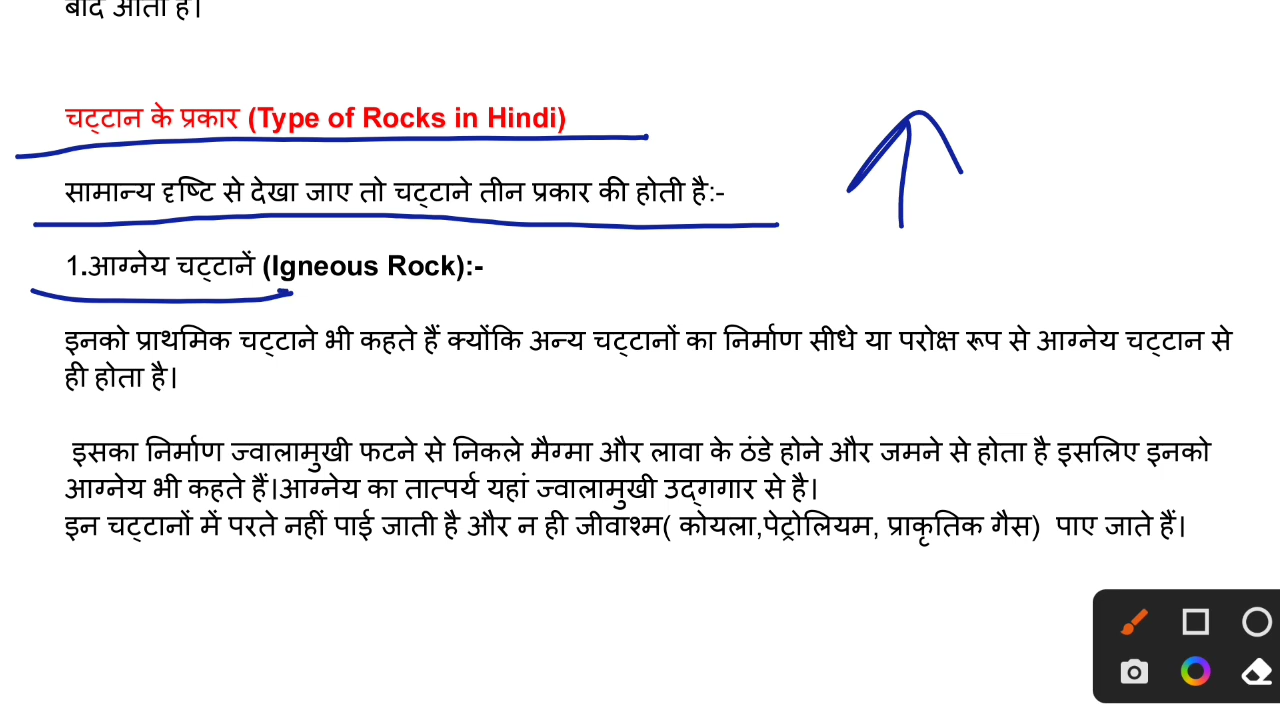 बाद आता है।
चट्टान के प्रकार (Type of Rocks in Hindi)
सामान्य दृष्टि से देखा जाए तो चट्टाने तीन प्रकार की होती है:-
1.आग्नेय चट्टानें (Igneous Rock):-
इनको प्राथमिक चट्टाने भी कहते हैं क्योंकि अन्य चट्टानों का निर्माण सीधे या परोक्ष रूप से आग्नेय चट्टान से
ही होता है।
इसका निर्माण ज्वालामुखी फटने से निकले मैग्मा और लावा के ठंडे होने और जमने से होता है इसलिए इनको
आग्नेय भी कहते हैं।आग्नेय का तात्पर्य यहां ज्वालामुखी उद्गगार से है।
इन चट्टानों में परते नहीं पाई जाती है और न ही जीवाश्म( कोयला,पेट्रोलियम, प्राकृतिक गैस) पाए जाते हैं।